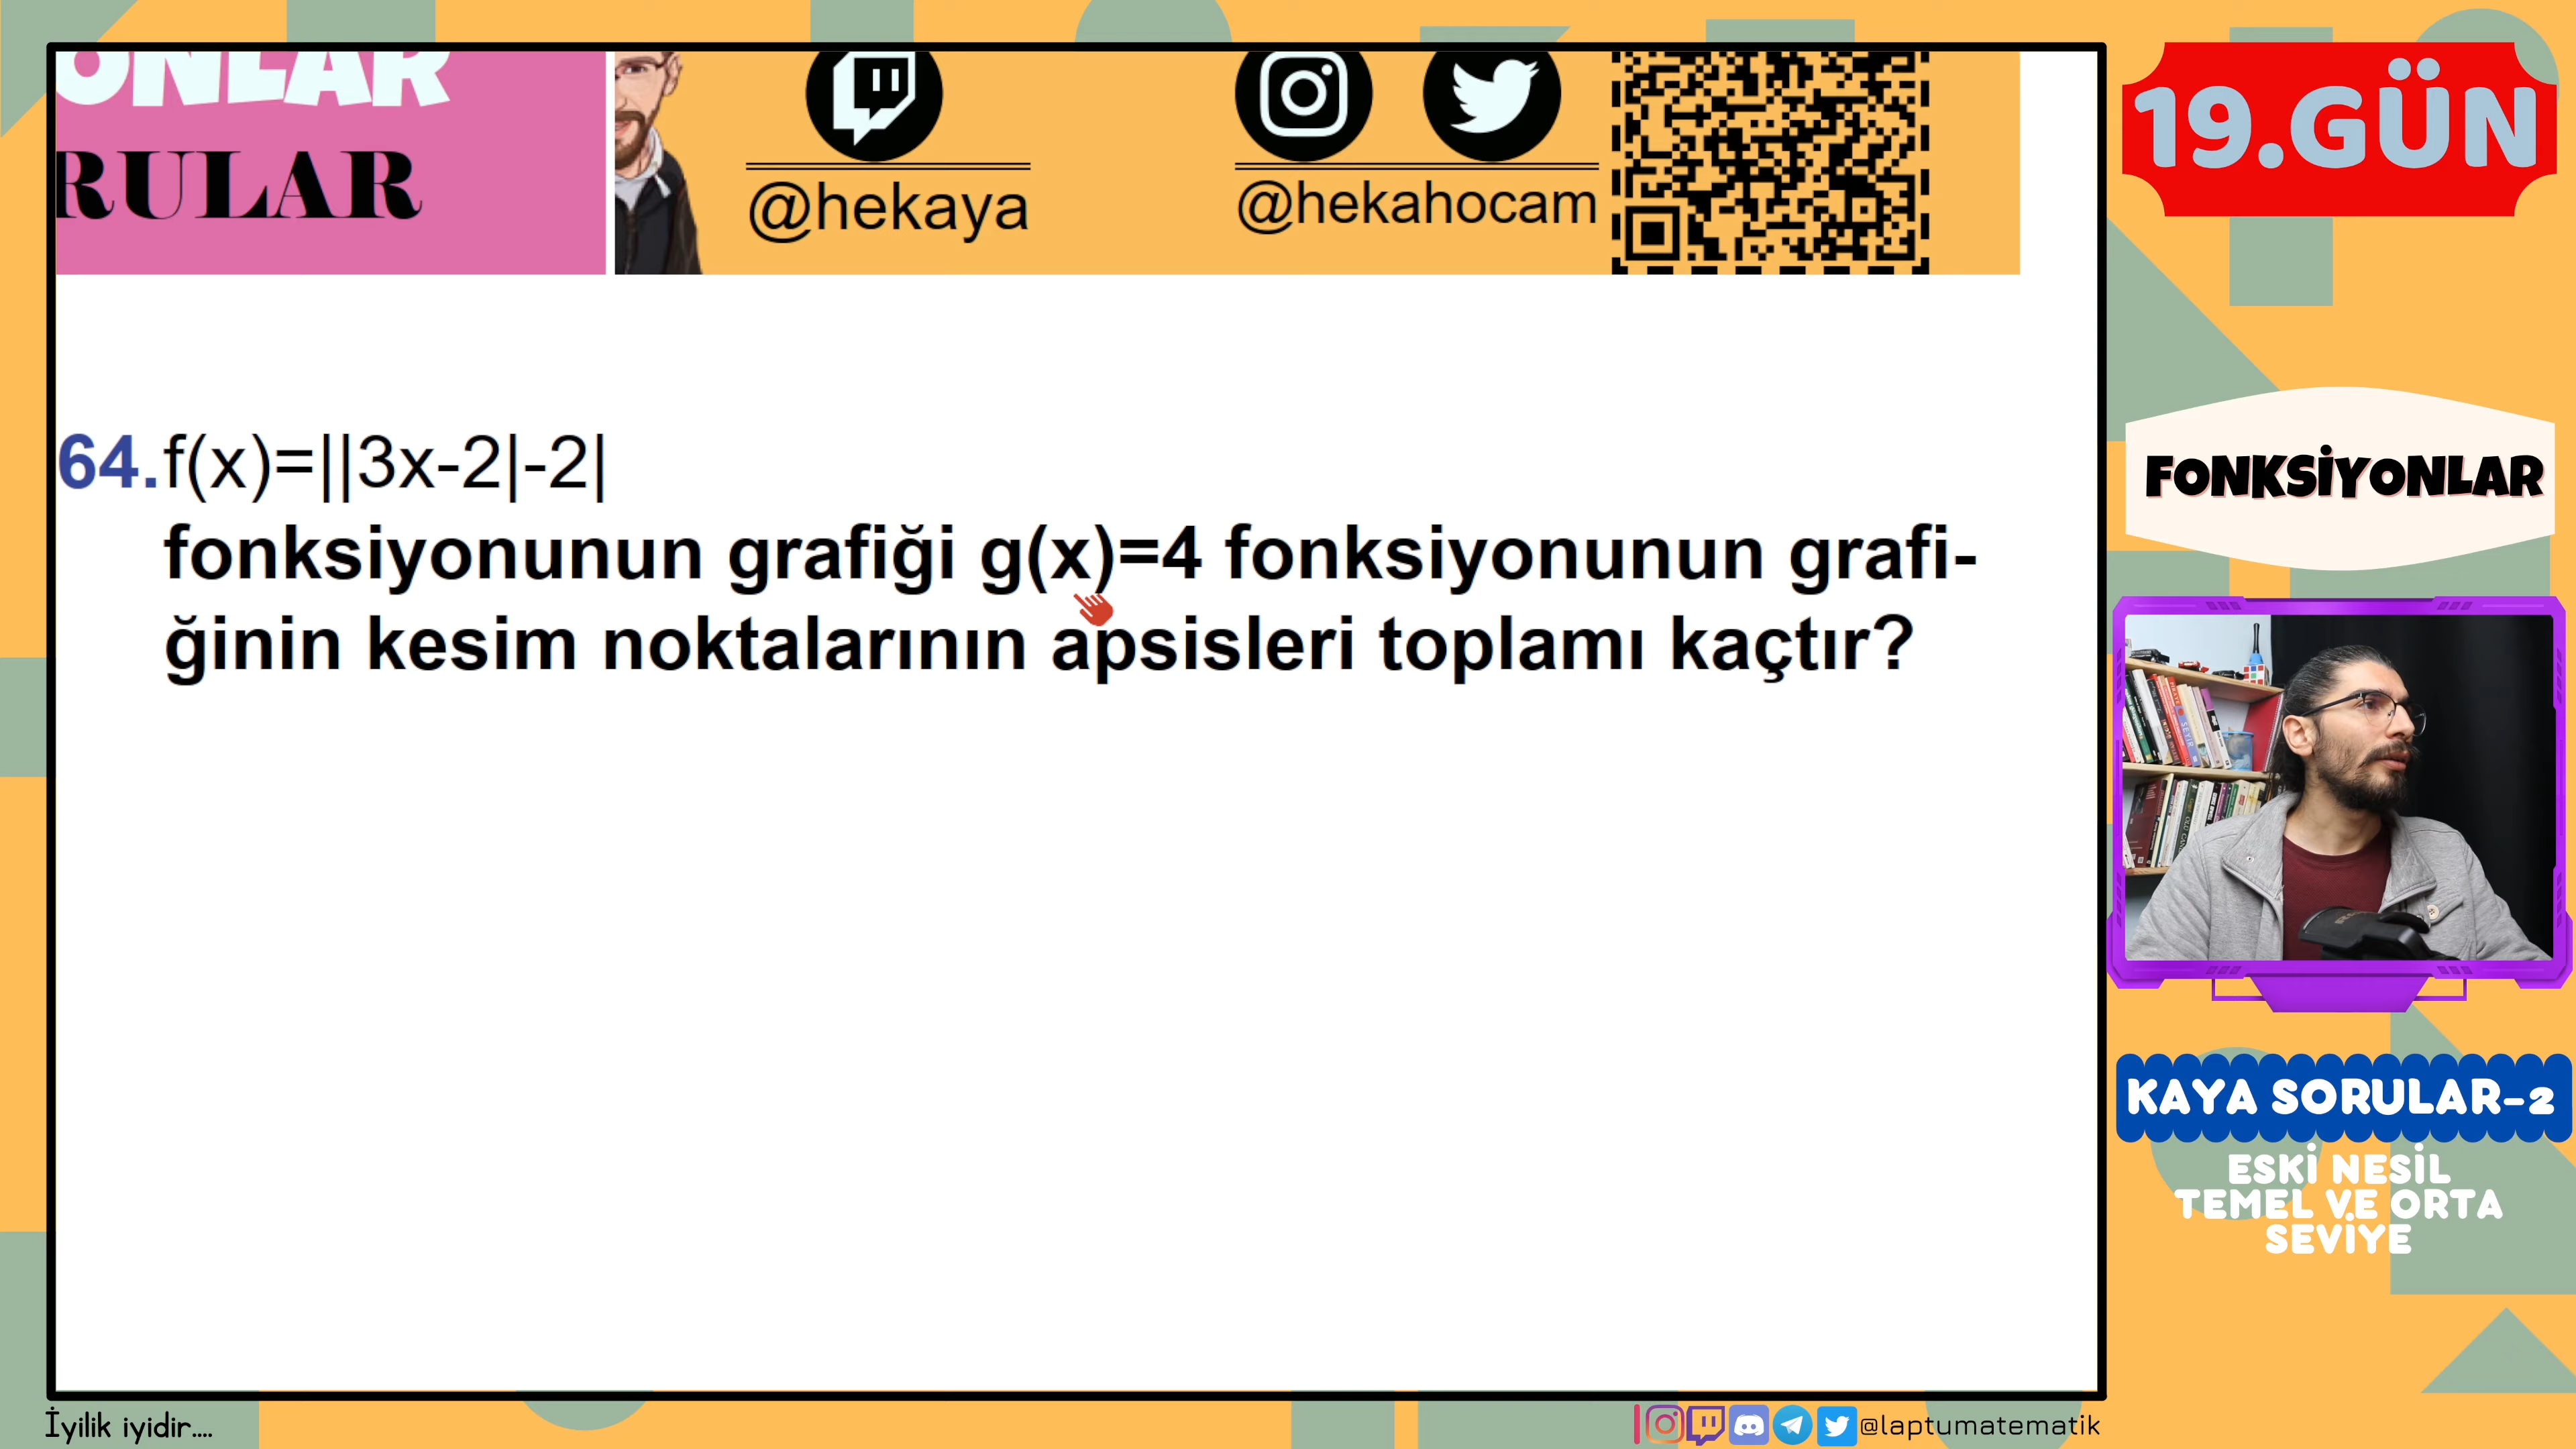 ONLAR
RULAR
@hekaya
@hekahocam
19.GÜN
64.f(x)=||3x-2|-2|
fonksiyonunun grafiği g(x)=4 fonksiyonunun grafi-
ğinin kesim noktalarının apsisleri toplamı kaçtır?
FONKSİYONLAR
KAYA SORULAR-2
ESKİ NESİL
TEMEL VE ORTA
SEVİYE
İyilik iyidir....
@laptumatematik